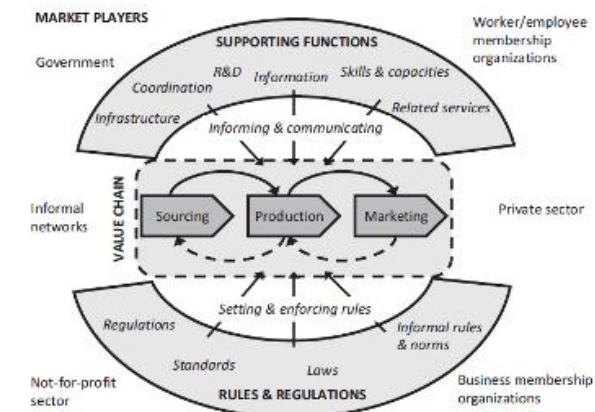 MARKET PLAYERS
Worker/employee
membership
organizations
SUPPORTING FUNCTIONS
Government
R&D
Information
Skills & capacities
Coordination
Infrastructure
Related services
Informing & communicating
Informal
networks
VALUE CHAIN
Sourcing
Production
Marketing
Private sector
Setting & enforcing rules
Regulations
Informal rules
& norms
Standards
Laws
RULES & REGULATIONS
Not-for-profit
sector
Business membership
organizations